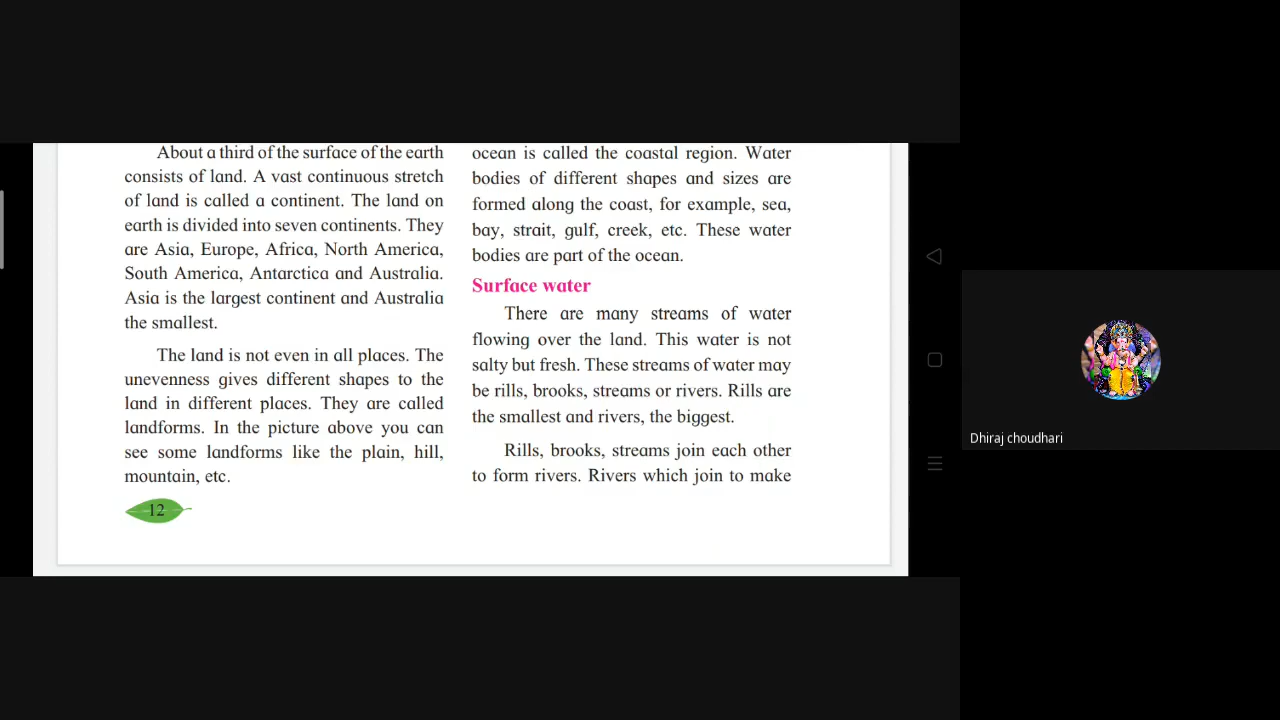 About a third of the surface of the earth
consists of land. A vast continuous stretch
of land is called a continent. The land on
earth is divided into seven continents. They
are Asia, Europe, Africa, North America,
South America, Antarctica and Australia.
Asia is the largest continent and Australia
the smallest.
The land is not even in all places. The
unevenness gives different shapes to the
land in different places. They are called
landforms. In the picture above you can
see some landforms like the plain, hill,
mountain, etc.
12
ocean is called the coastal region. Water
bodies of different shapes and sizes are
formed along the coast, for example, sea,
bay, strait, gulf, creek, etc. These water
bodies are part of the ocean.
Surface water
There are many streams of water
flowing over the land. This water is not
salty but fresh. These streams of water may
be rills, brooks, streams or rivers. Rills are
the smallest and rivers, the biggest.
Rills, brooks, streams join each other
to form rivers. Rivers which join to make
Dhiraj choudhari